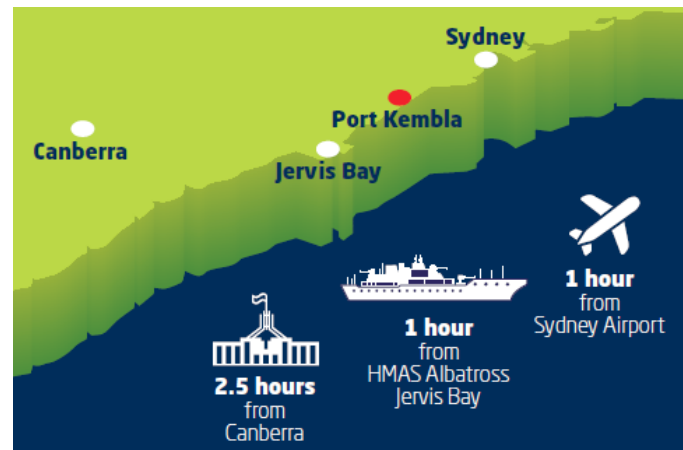 Sydney
Port Kembla
Canberra
Jervis Bay
1 hour
from
Sydney Airport
1 hour
from
HMAS Albatross
Jervis Bay
2.5 hours
from
Canberra